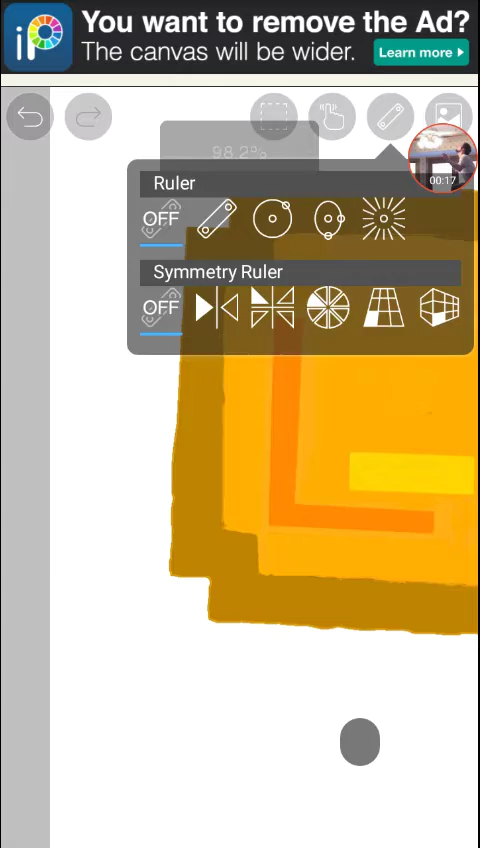 iP
You want to remove the Ad?
The canvas will be wider.
Learn more
98.2%
00:17
Ruler
OFF
Symmetry Ruler
OFF